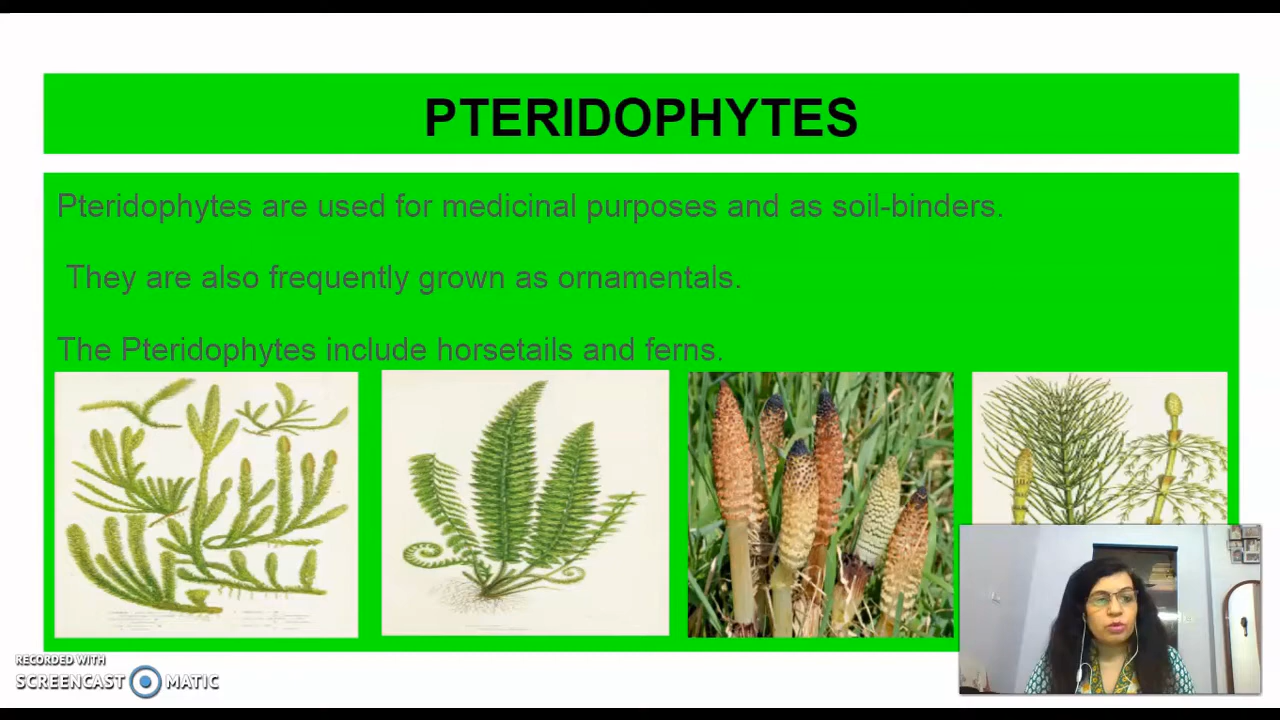 PTERIDOPHYTES
Pteridophytes are used for medicinal purposes and as soil-binders.
They are also frequently grown as ornamentals.
The Pteridophytes include horsetails and ferns.
RECORDED WITH
SCREENCAST MATIC